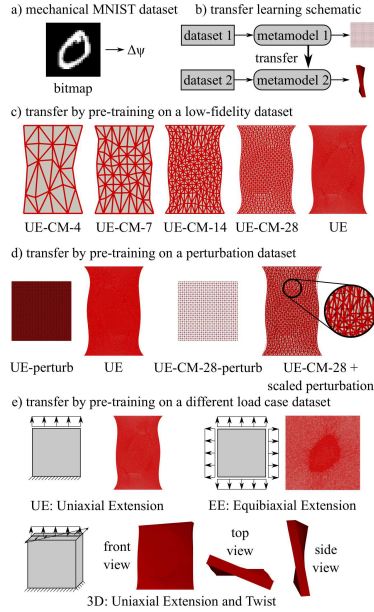 a) mechanical MNIST dataset
b) transfer learning schematic
Δψ
bitmap
dataset 1
metamodel 1
transfer
dataset 2
metamodel 2
c) transfer by pre-training on a low-fidelity dataset
UE-CM-4 UE-CM-7 UE-CM-14 UE-CM-28 UE
d) transfer by pre-training on a perturbation dataset
UE-perturb UE UE-CM-28-perturb UE-CM-28 +
scaled perturbation
e) transfer by pre-training on a different load case dataset
UE: Uniaxial Extension EE: Equibiaxial Extension
front
view
top
view
side
view
3D: Uniaxial Extension and Twist